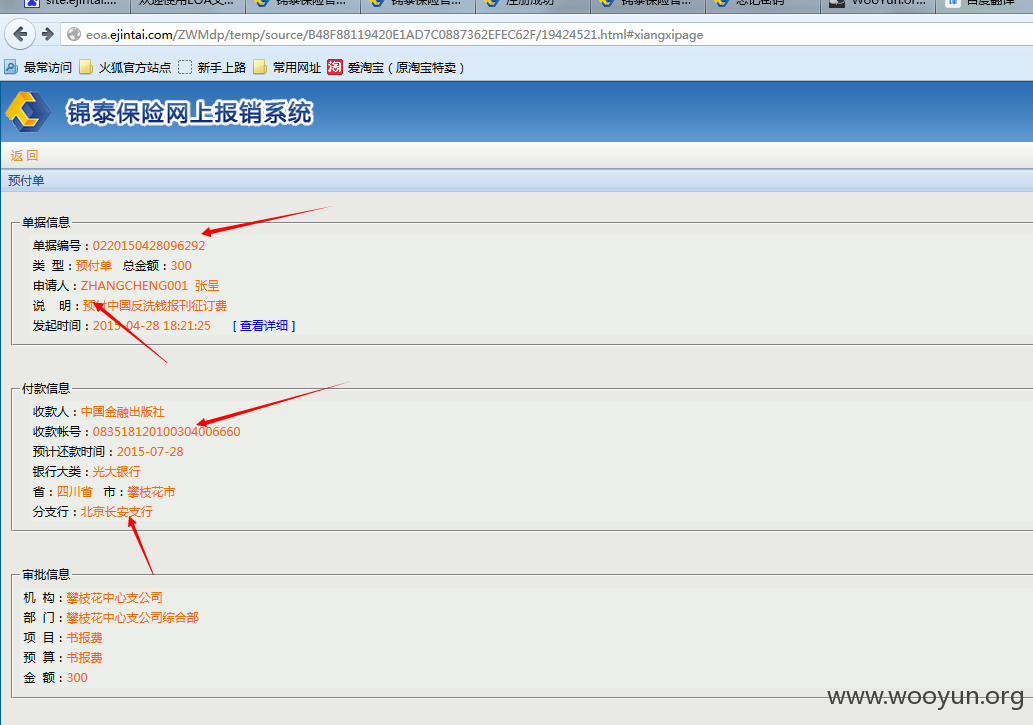 site:ejintai.com...
欢迎使用EOA文...
锦泰保险官...
锦泰保险官...
注册成功
锦泰保险官...
忘记密码
WooYun.or...
百度翻译
eoa.ejintai.com/ZWMdp/temp/source/B48F88119420E1AD7C0887362EFEC62F/19424521.html#xiangxipage
最常访问 火狐官方站点 新手上路 常用网址 淘 爱淘宝（原淘宝特卖）
锦泰保险网上报销系统
返 回
预付单
单据信息
单据编号：0220150428096292
类 型：预付单 总金额：300
申请人：ZHANGCHENG001 张呈
说 明：预付中国反洗钱报刊征订费
发起时间：2015-04-28 18:21:25 [ 查看详细 ]
付款信息
收款人：中国金融出版社
收款帐号：083518120100304006660
预计还款时间：2015-07-28
银行大类：光大银行
省：四川省 市：攀枝花市
分支行：北京长安支行
审批信息
机 构：攀枝花中心支公司
部 门：攀枝花中心支公司综合部
项 目：书报费
预 算：书报费
金 额：300
www.wooyun.org